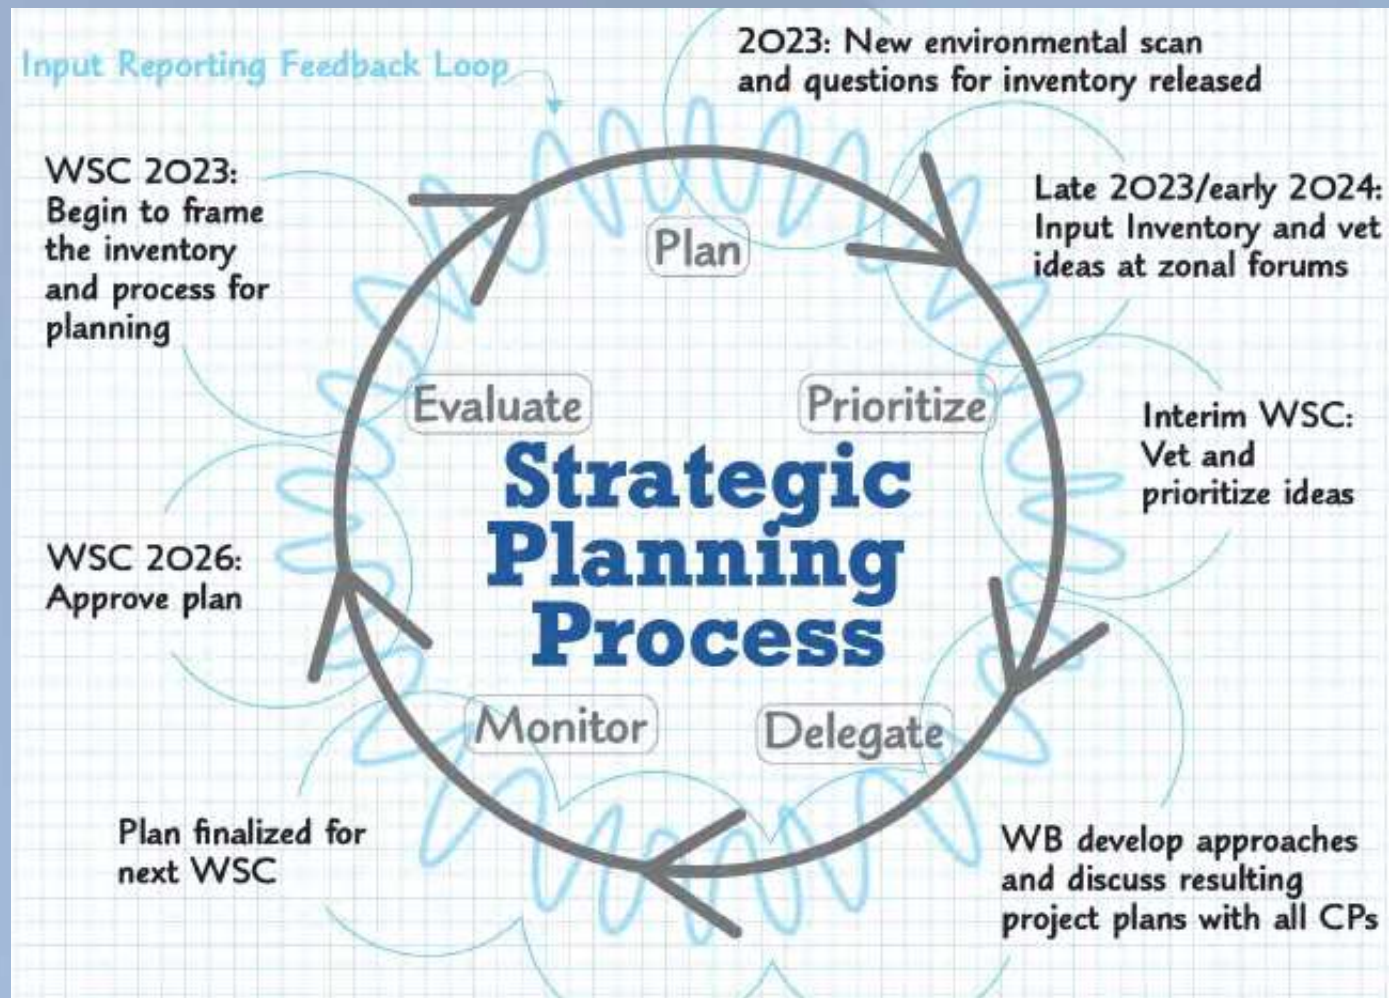 Input Reporting Feedback Loop
2023: New environmental scan
and questions for inventory released
WSC 2023:
Begin to frame
the inventory
and process for
planning
Late 2023/early 2024:
Input Inventory and vet
ideas at zonal forums
Plan
Evaluate
Prioritize
Interim WSC:
Vet and
prioritize ideas
Strategic
Planning
Process
WSC 2026:
Approve plan
Monitor
Delegate
Plan finalized for
next WSC
WB develop approaches
and discuss resulting
project plans with all CPs